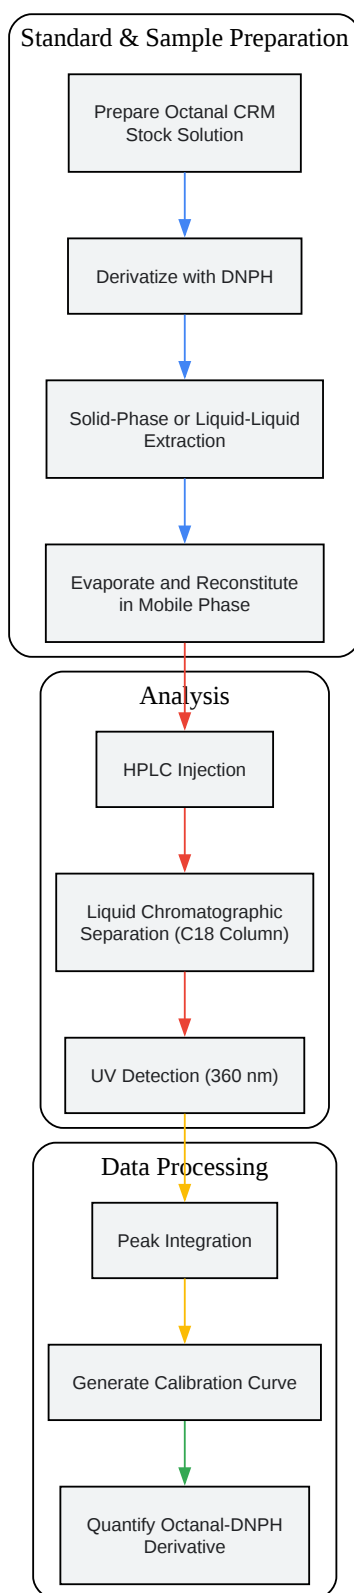 Standard & Sample Preparation
Prepare Octanal CRM
Stock Solution
Derivatize with DNPH
Solid-Phase or Liquid-Liquid
Extraction
Evaporate and Reconstitute
in Mobile Phase
Analysis
HPLC Injection
Liquid Chromatographic
Separation (C18 Column)
UV Detection (360 nm)
Data Processing
Peak Integration
Generate Calibration Curve
Quantify Octanal-DNPH
Derivative